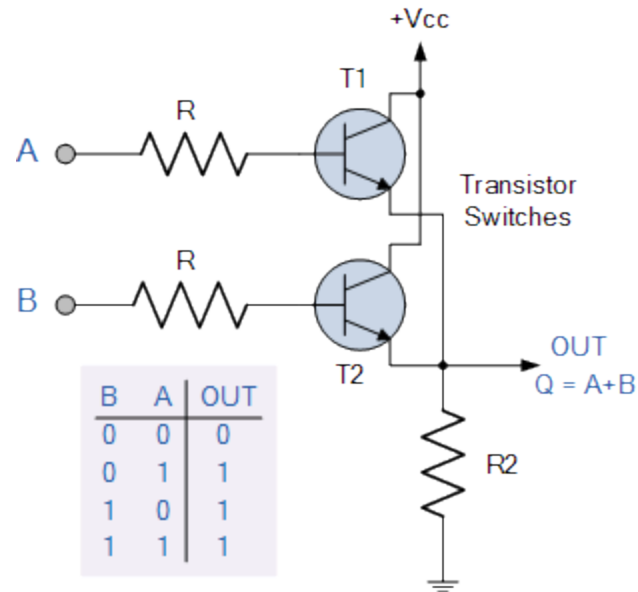 +Vcc
T1
R
A
Transistor
Switches
R
B
T2
OUT
Q = A+B
B A OUT
0 0 0
0 1 1
1 0 1
1 1 1
R2